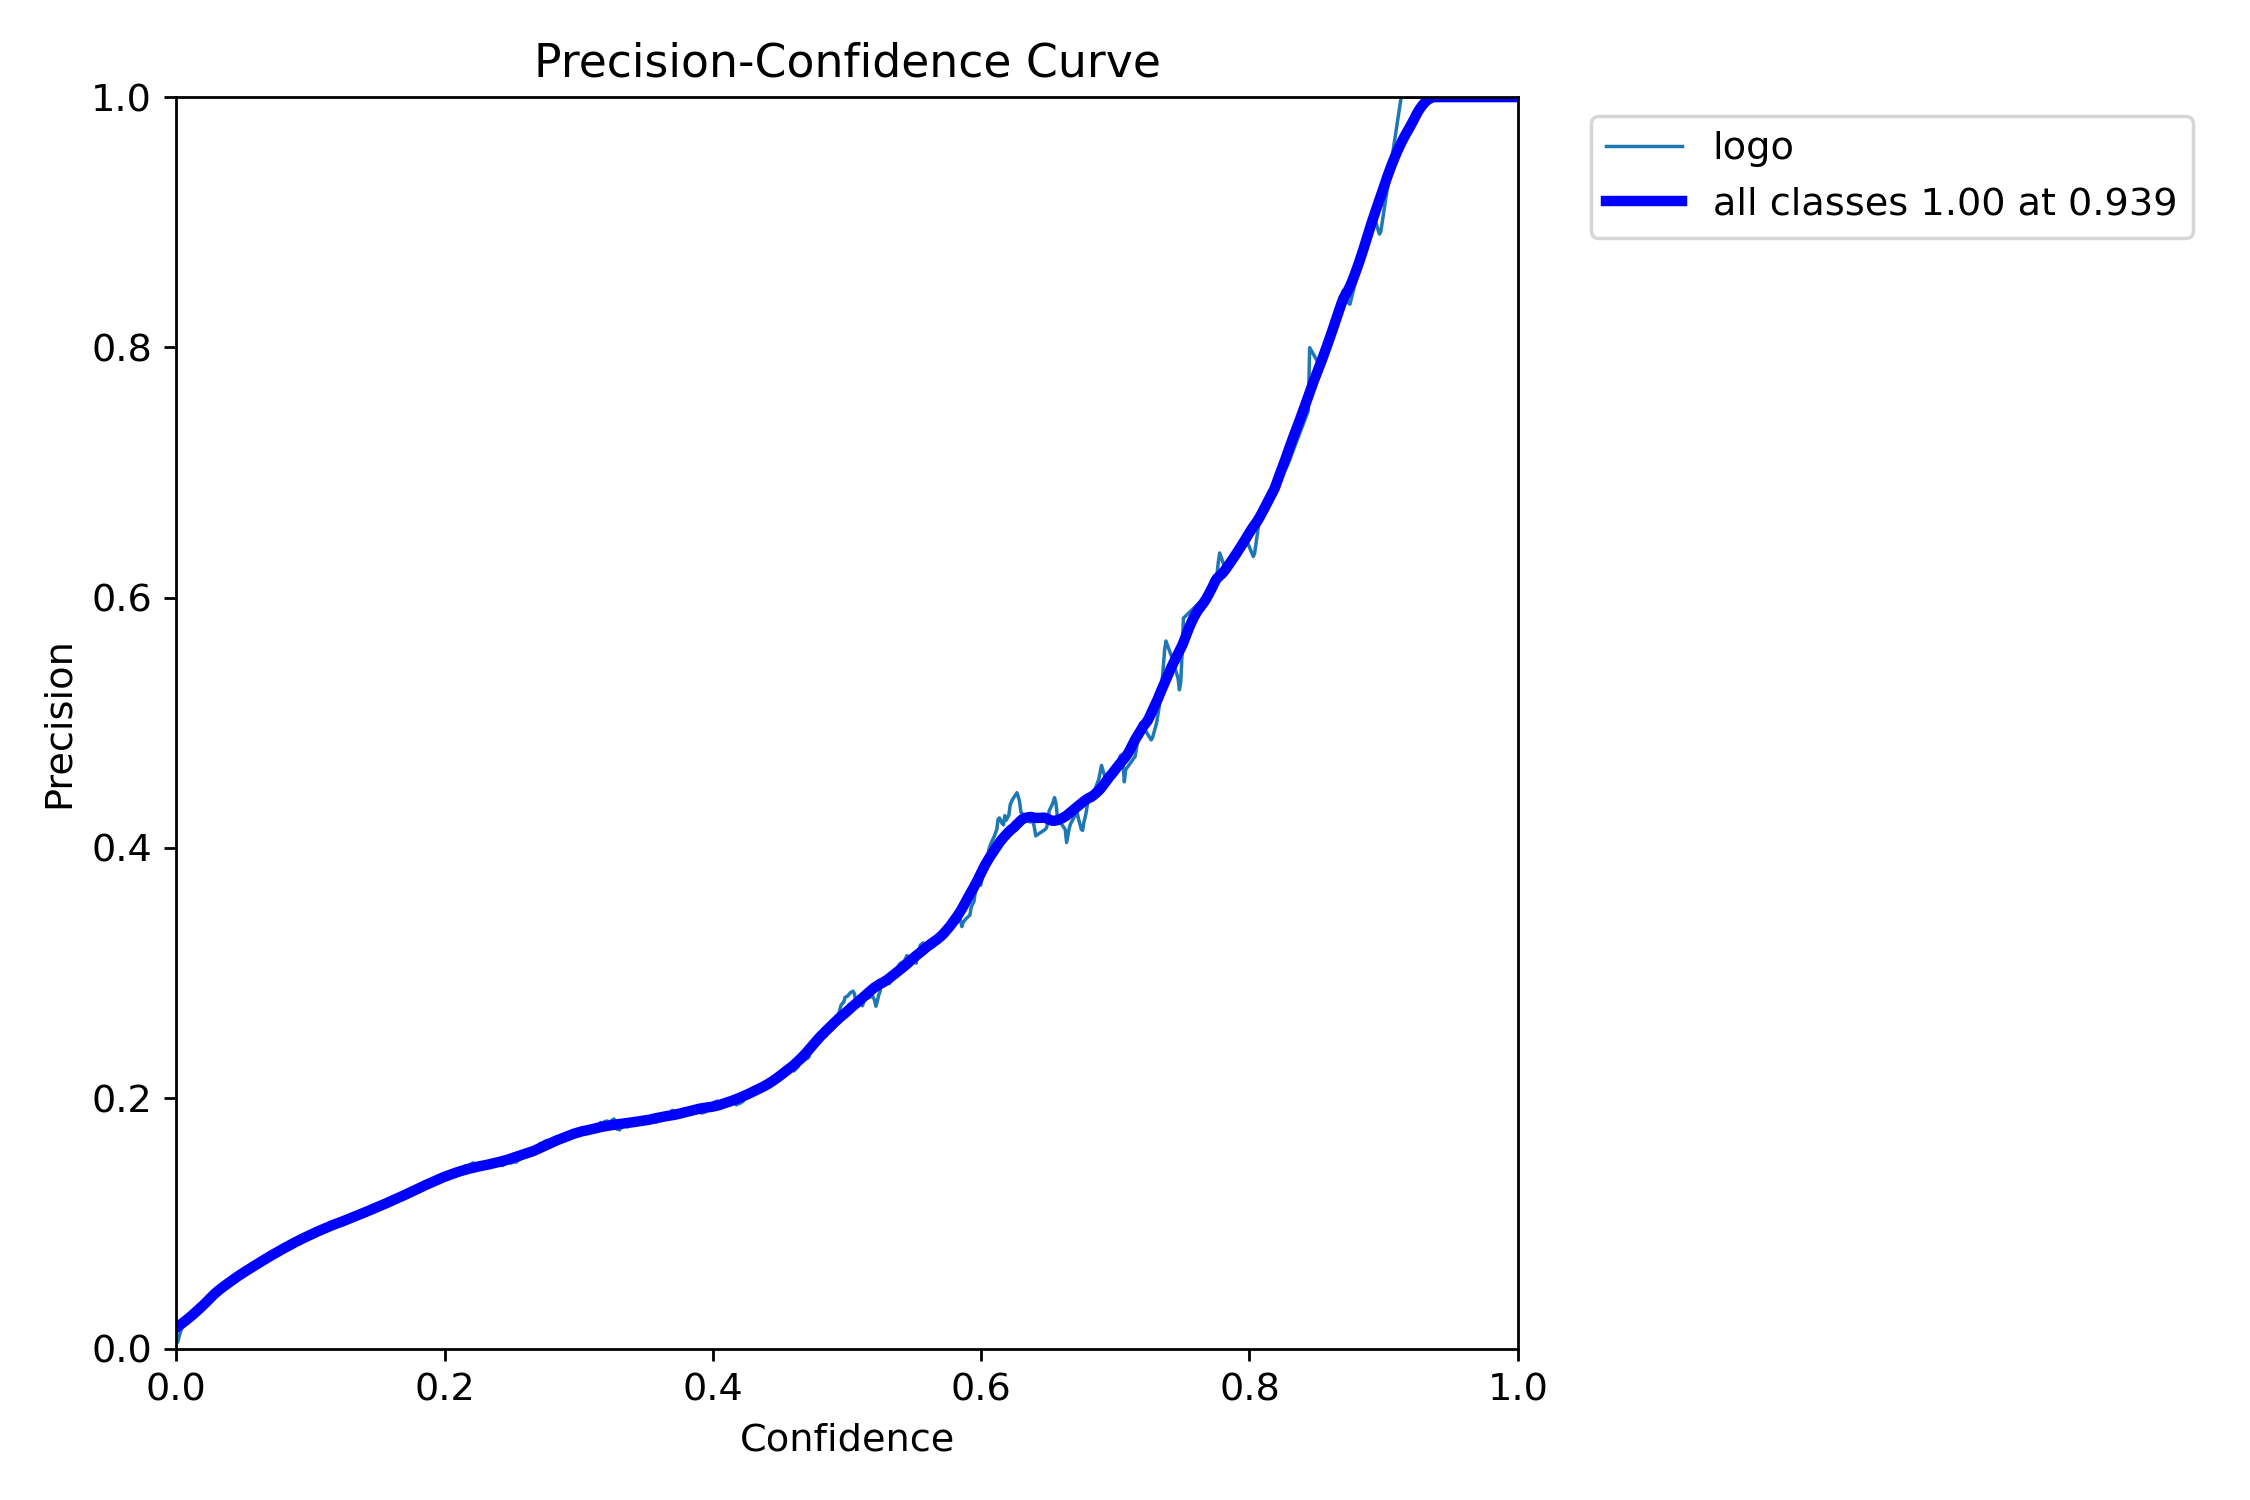 Precision-Confidence Curve
logo
all classes 1.00 at 0.939
1.0
0.8
0.6
0.4
0.2
0.0
Precision
0.0 0.2 0.4 0.6 0.8 1.0
Confidence